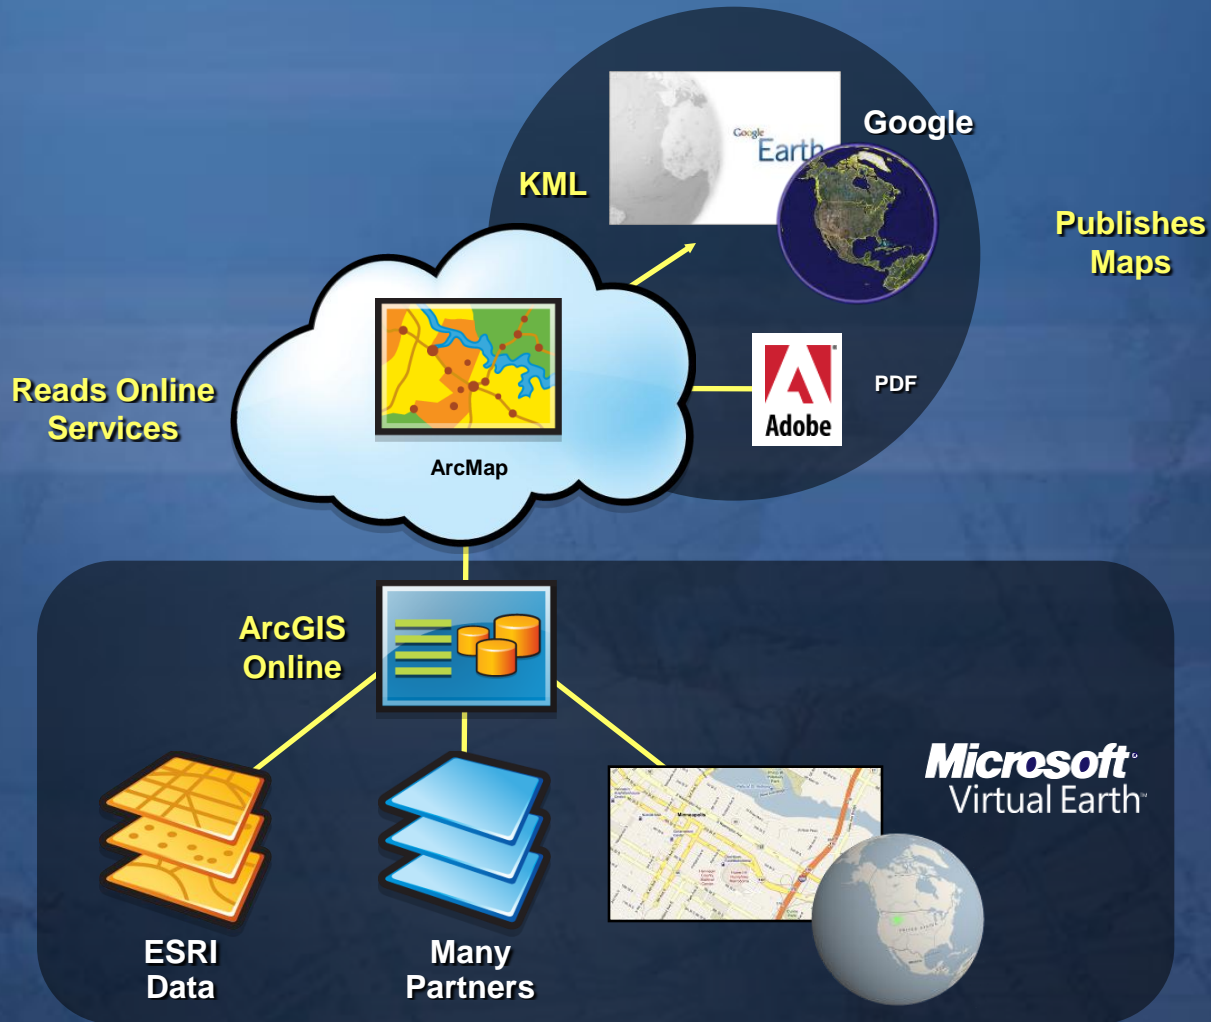 Google
Earth
Google
KML
Publishes
Maps
Reads Online
Services
Adobe
PDF
ArcMap
ArcGIS
Online
Minneapolis
Microsoft
Virtual Earth
ESRI
Data
Many
Partners